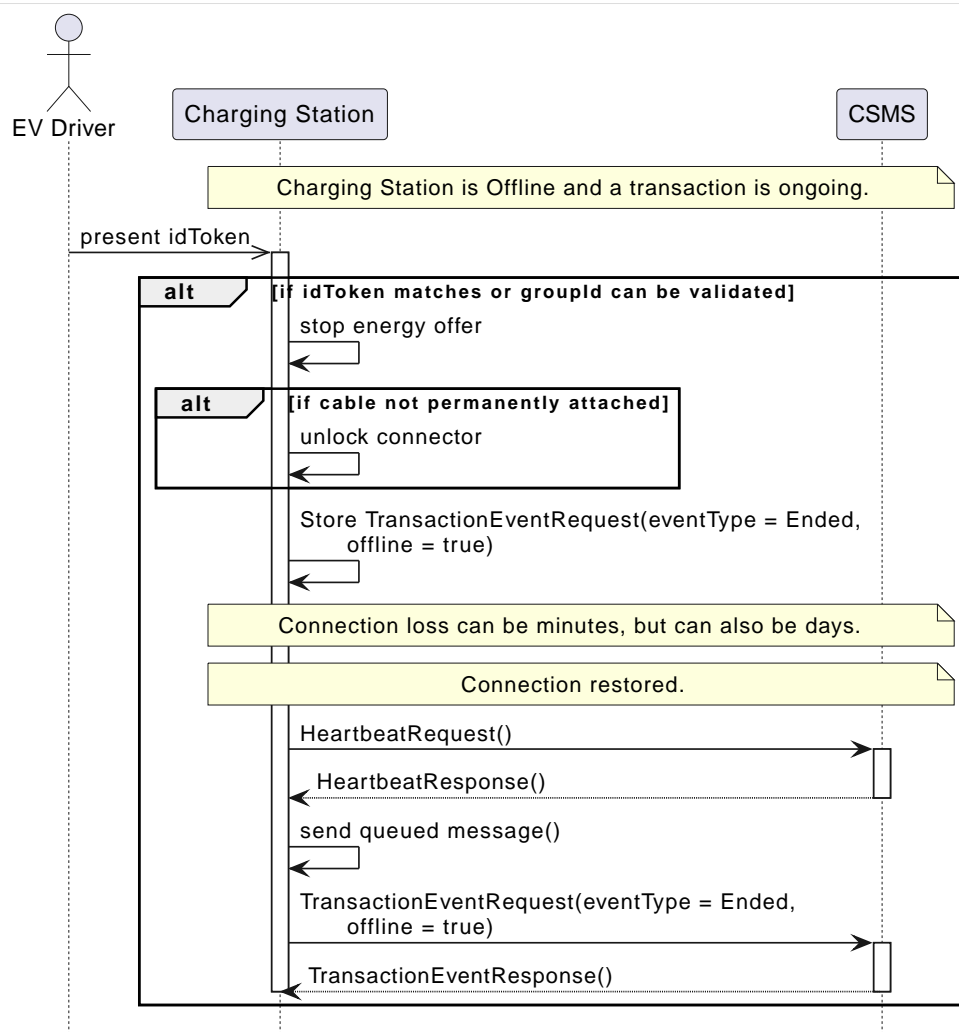 EV Driver
Charging Station
CSMS
Charging Station is Offline and a transaction is ongoing.
present idToken
alt
[if idToken matches or groupId can be validated]
stop energy offer
alt
[if cable not permanently attached]
unlock connector
Store TransactionEventRequest(eventType = Ended,
offline = true)
Connection loss can be minutes, but can also be days.
Connection restored.
HeartbeatRequest()
HeartbeatResponse()
send queued message()
TransactionEventRequest(eventType = Ended,
offline = true)
TransactionEventResponse()